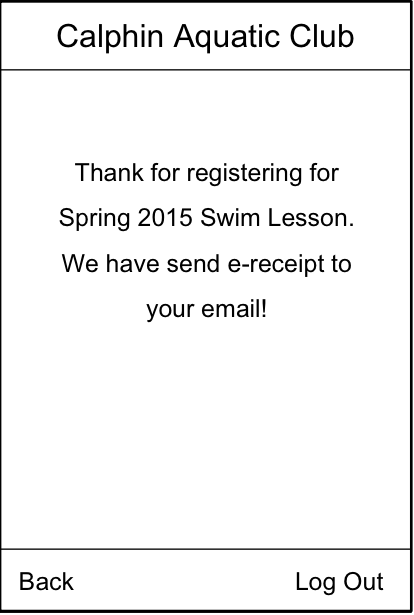 Calphin Aquatic Club
Thank for registering for
Spring 2015 Swim Lesson.
We have send e-receipt to
your email!
Back Log Out